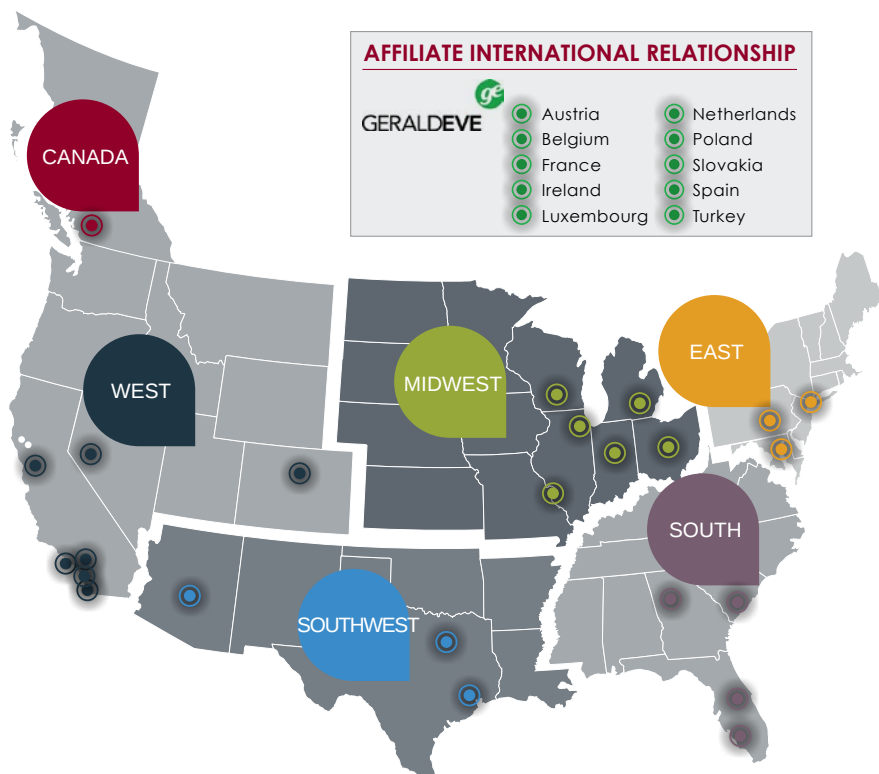 AFFILIATE INTERNATIONAL RELATIONSHIP
ge
GERALDEVE
Austria
Belgium
France
Ireland
Luxembourg
Netherlands
Poland
Slovakia
Spain
Turkey
CANADA
WEST
MIDWEST
EAST
SOUTH
SOUTHWEST